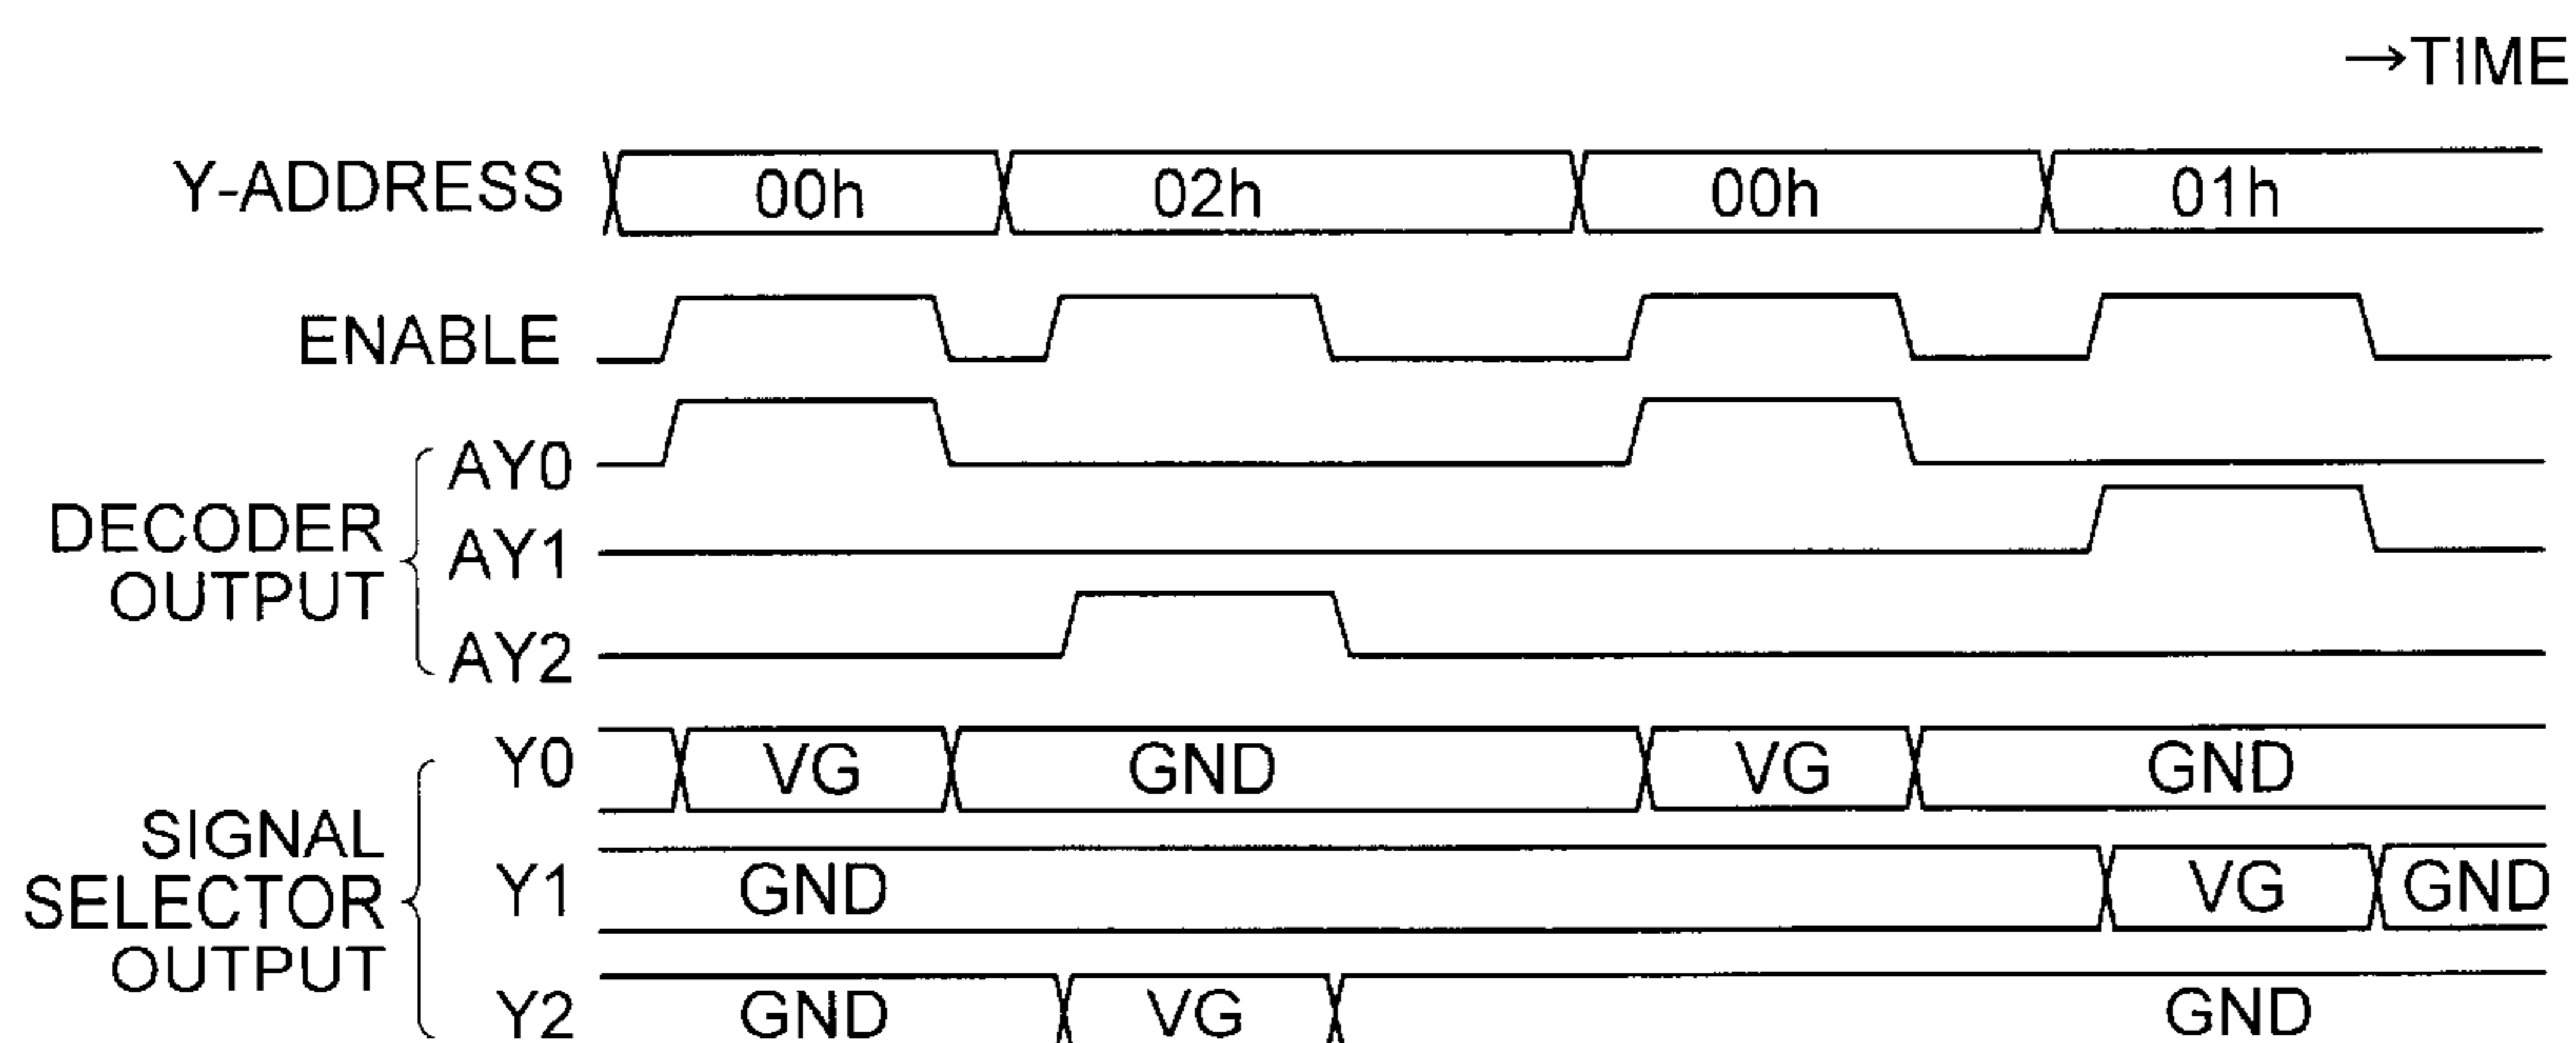 →TIME
Y-ADDRESS 00h 02h 00h 01h
ENABLE
DECODER OUTPUT
AY0
AY1
AY2
SIGNAL SELECTOR OUTPUT
Y0 VG GND VG GND
Y1 GND VG GND
Y2 GND VG GND